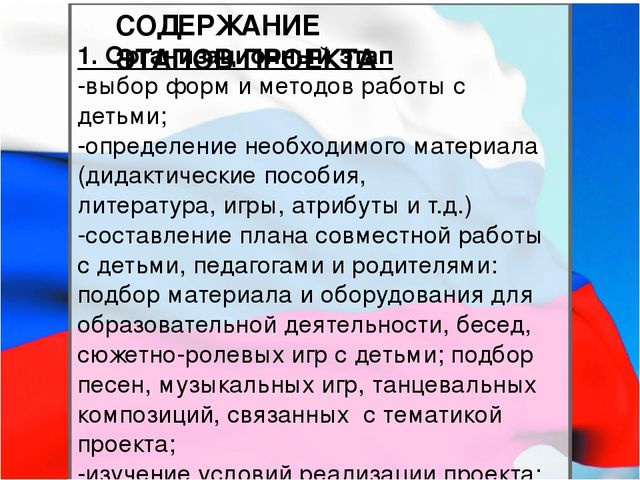 СОДЕРЖАНИЕ
ЭТАПОВ ПРОЕКТА
1. Организационный этап
-выбор форм и методов работы с
детьми;
-определение необходимого материала
(дидактические пособия,
литература, игры, атрибуты и т.д.)
-составление плана совместной работы
с детьми, педагогами и родителями:
подбор материала и оборудования для
образовательной деятельности, бесед,
сюжетно-ролевых игр с детьми; подбор
песен, музыкальных игр, танцевальных
композиций, связанных  с тематикой
проекта;
-изучение условий реализации проекта;